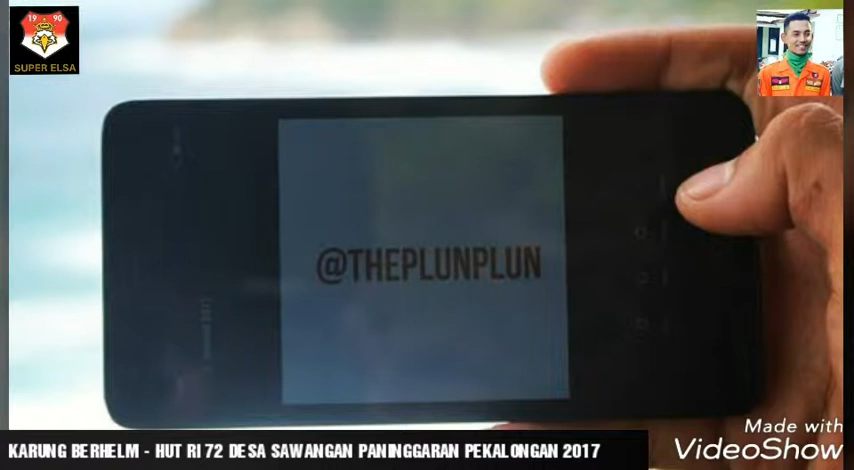 19 90
SUPER ELSA
@THEPLUNPLUN
KARUNG BERHELM - HUT RI 72 DESA SAWANGAN PANINGGARAN PEKALONGAN 2017
Made with
VideoShow